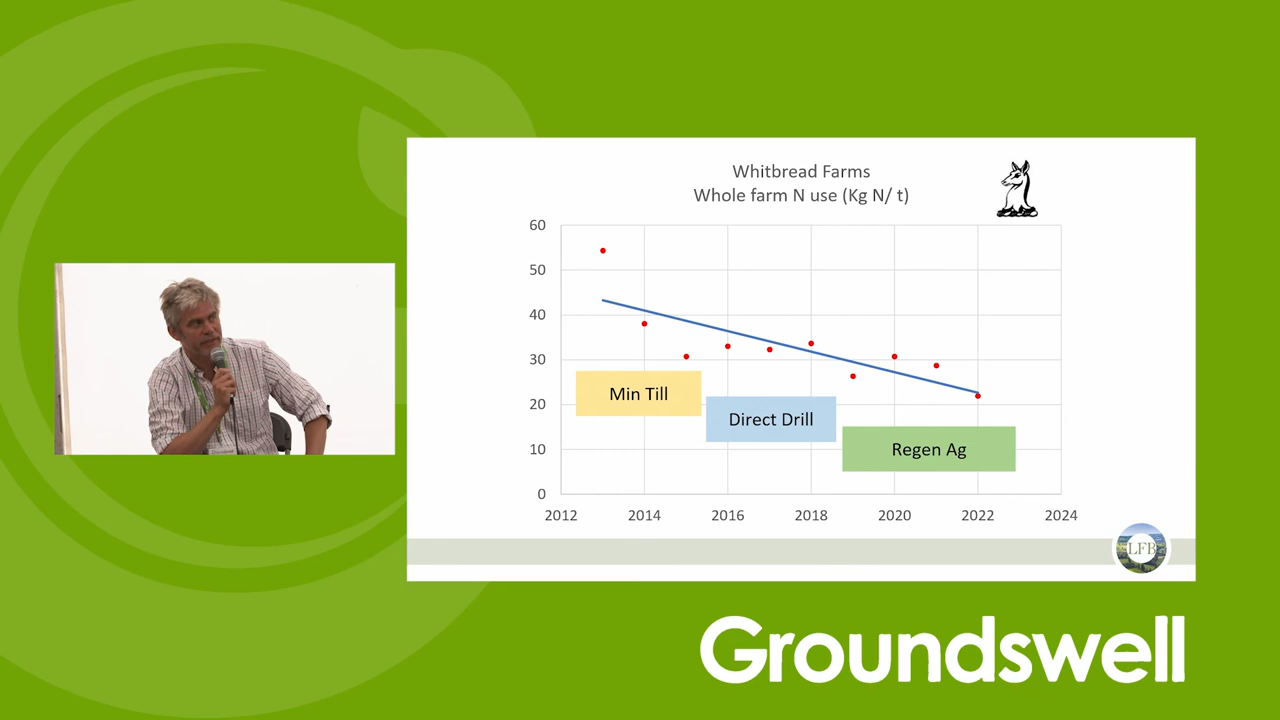 Whitbread Farms
Whole farm N use (Kg N/ t)
60
50
40
30
20
10
0
Min Till
Direct Drill
Regen Ag
2012 2014 2016 2018 2020 2022 2024
LFB
Groundswell